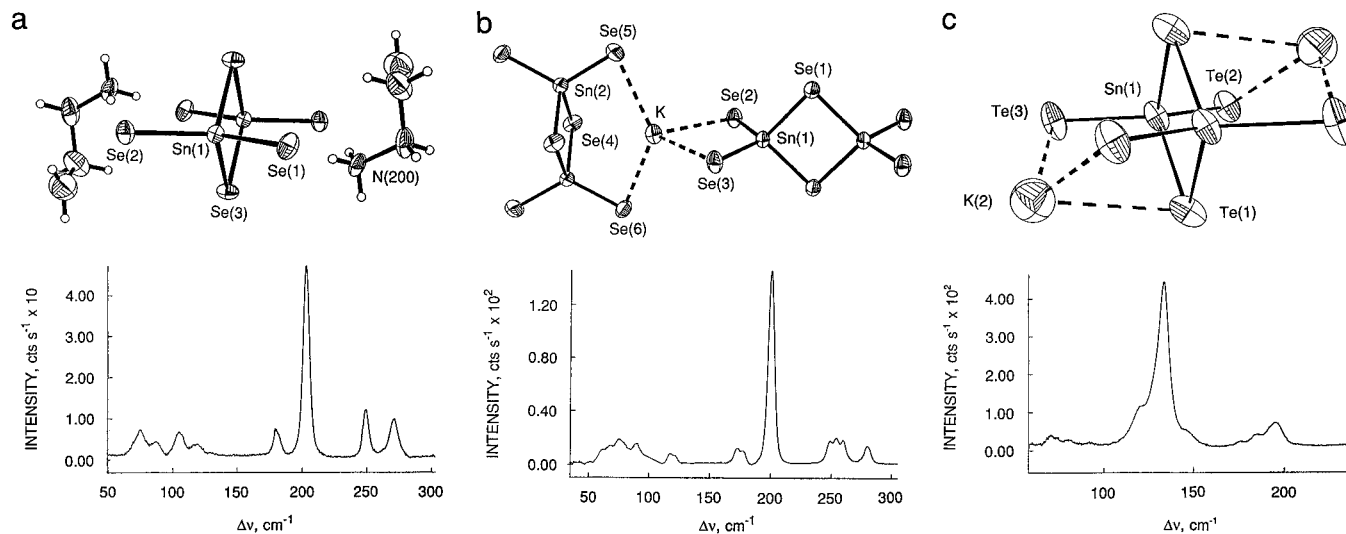 a
Se(2)
Sn(1)
Se(1)
Se(3)
N(200)
INTENSITY, cts s⁻¹ x 10
4.00
3.00
2.00
1.00
0.00
50 100 150 200 250 300
Δν, cm⁻¹
b
Se(5)
Se(6)
Sn(2)
Se(4)
K
Se(2)
Se(1)
Sn(1)
Se(3)
INTENSITY, cts s⁻¹ x 10²
1.20
0.80
0.40
0.00
50 100 150 200 250 300
Δν, cm⁻¹
c
Sn(1)
Te(2)
Te(3)
K(2)
Te(1)
INTENSITY, cts s⁻¹ x 10²
4.00
3.00
2.00
1.00
0.00
100 150 200
Δν, cm⁻¹